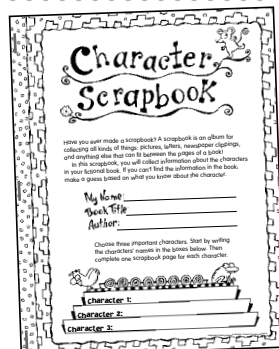 Character
Scrapbook
Have you ever made a scrapbook? A scrapbook is an album for
collecting all kinds of things: pictures, letters, newspaper clippings,
and anything else that can fit between the pages of a book!
In this scrapbook, you will collect information about the characters
in your fictional book. If you can't find the information in the book,
make a guess based on what you know about the character.
My Name:
Book Title
Author:
Choose three important characters. Start by writing
the characters' names in the boxes below. Then
complete one scrapbook page for each character.
Character 1:
Character 2:
Character 3: